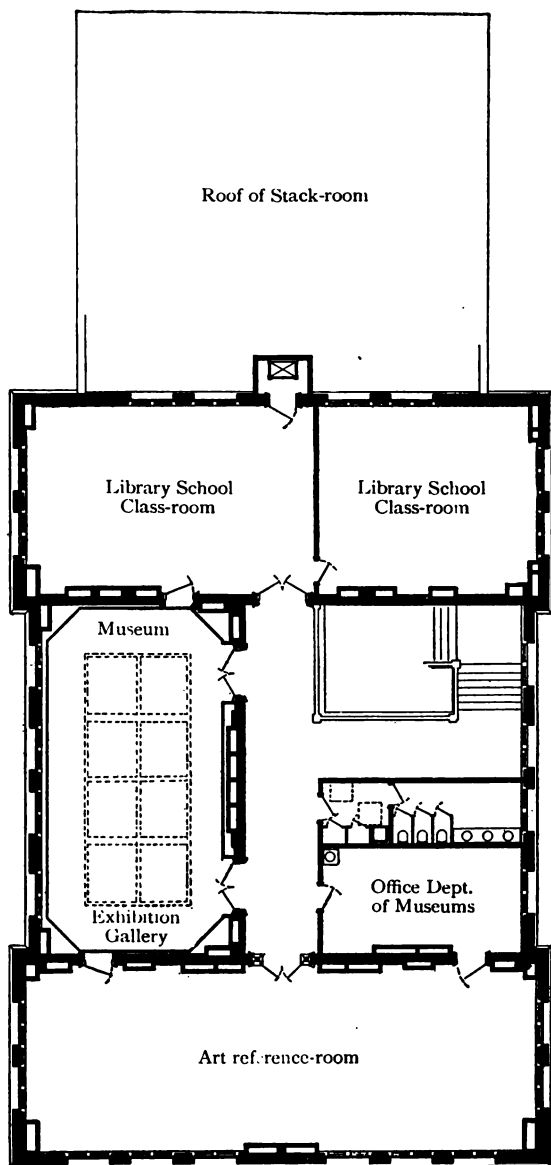 Roof of Stack-room
Library School
Class-room
Library School
Class-room
Museum
Exhibition
Gallery
Office Dept.
of Museums
Art reference-room